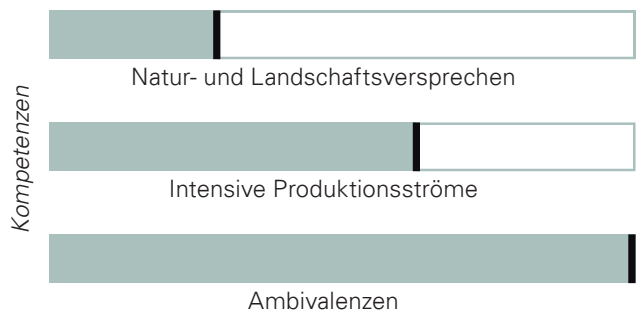 Kompetenzen
Natur- und Landschaftsversprechen
Intensive Produktionsströme
Ambivalenzen